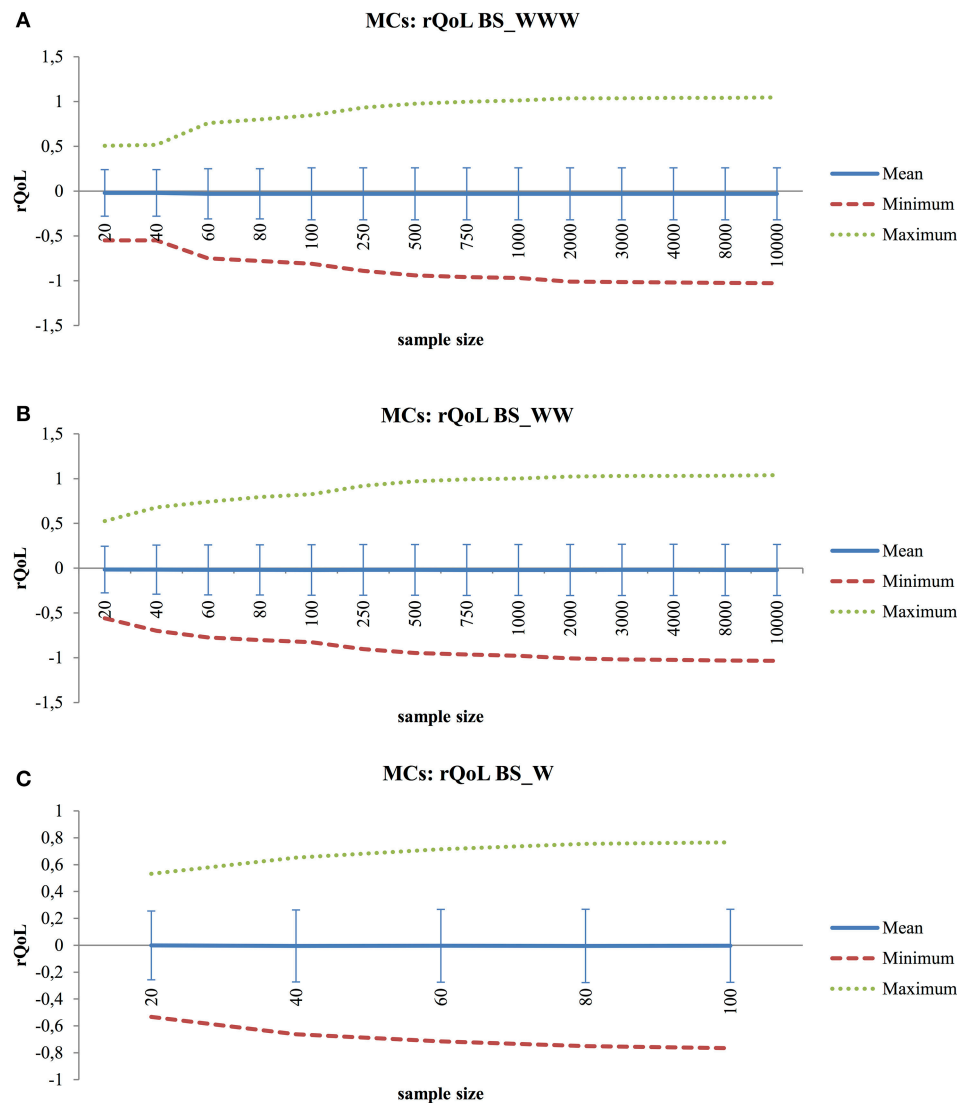 A
MCs: rQoL BS_WWW
1,5
1
0,5
0
-0,5
-1
-1,5
rQoL
20 40 60 80 100 250 500 750 1000 2000 3000 4000 8000 10000
sample size
Mean
Minimum
Maximum
B
MCs: rQoL BS_WW
1,5
1
0,5
0
-0,5
-1
-1,5
rQoL
20 40 60 80 100 250 500 750 1000 2000 3000 4000 8000 10000
sample size
Mean
Minimum
Maximum
C
MCs: rQoL BS_W
1
0,8
0,6
0,4
0,2
0
-0,2
-0,4
-0,6
-0,8
-1
rQoL
20 40 60 80 100
sample size
Mean
Minimum
Maximum